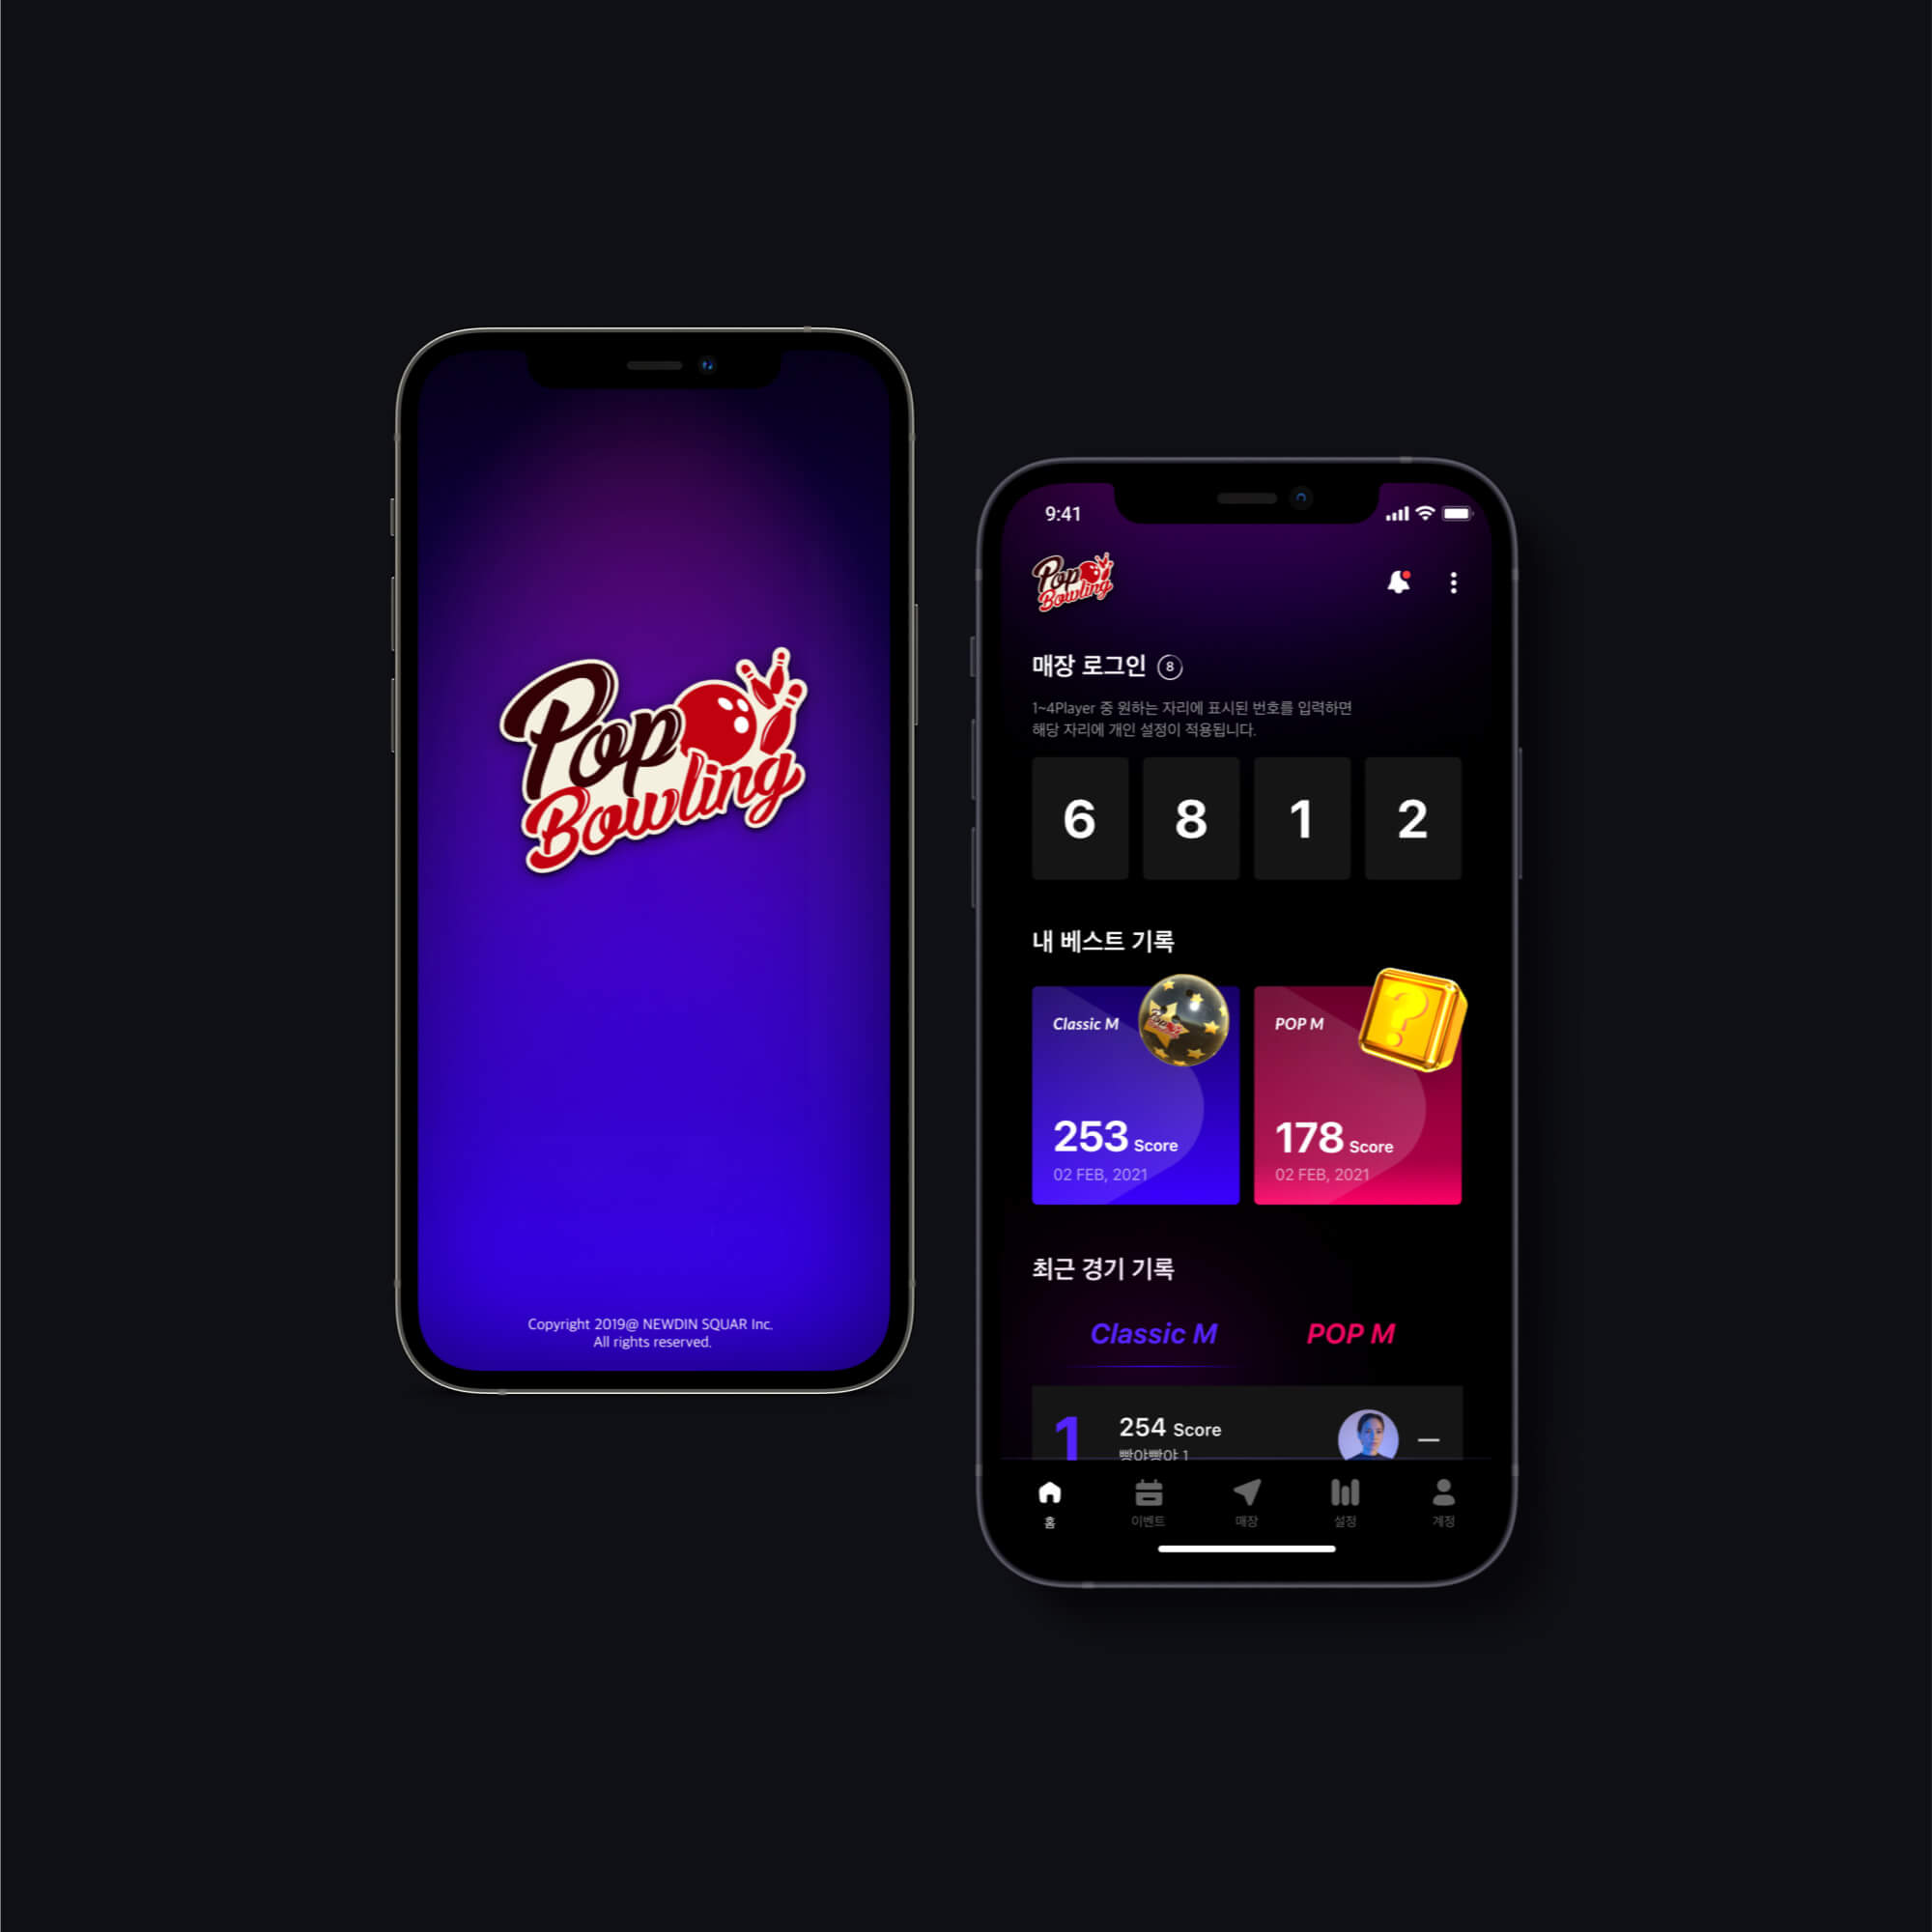 Pop
Bowling
Copyright 2019@ NEWDIN SQUAR Inc.
All rights reserved.
9:41
Pop
Bowling
매장 로그인 8
1~4Player 중 원하는 자리에 표시된 번호를 입력하면
해당 자리에 개인 설정이 적용됩니다.
6 8 1 2
내 베스트 기록
Classic M
Pop
253 Score
02 FEB, 2021
POP M
?
178 Score
02 FEB, 2021
최근 경기 기록
Classic M POP M
1
254 Score
빵야빵야 1
홈 이벤트 매장 설정 계정